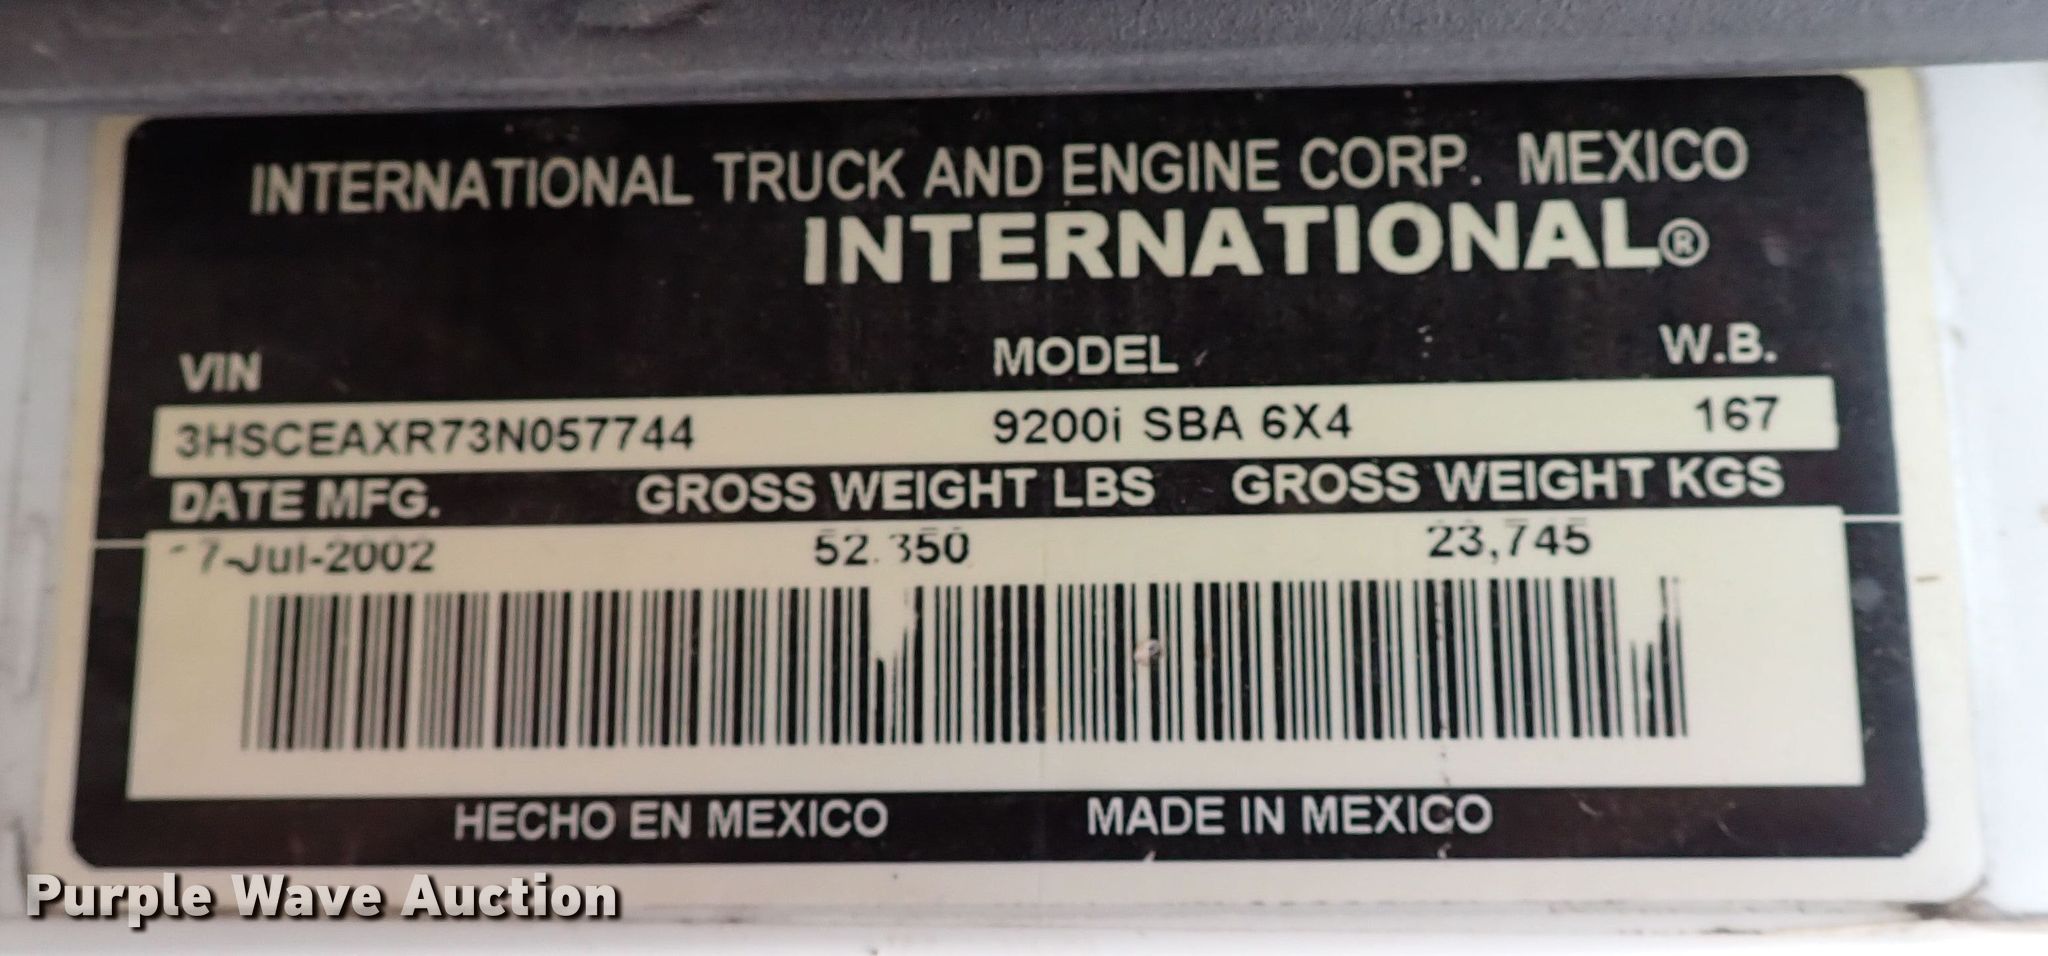 INTERNATIONAL TRUCK AND ENGINE CORP. MEXICO
INTERNATIONAL®
VIN MODEL W.B.
3HSCEAXR73N057744 9200i SBA 6X4 167
DATE MFG. GROSS WEIGHT LBS GROSS WEIGHT KGS
7-Jul-2002 52.350 23,745
HECHO EN MEXICO MADE IN MEXICO
Purple Wave Auction